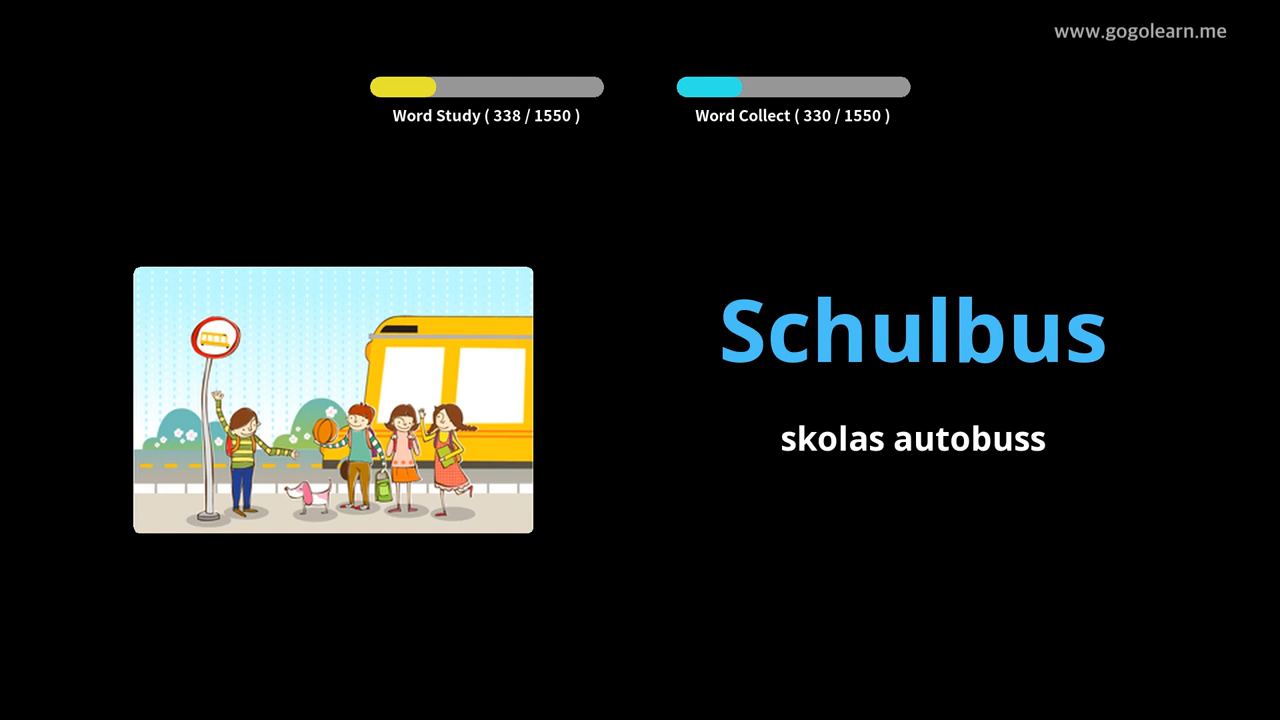 www.gogolearn.me
Word Study ( 338 / 1550 )
Word Collect ( 330 / 1550 )
Schulbus
skolas autobuss